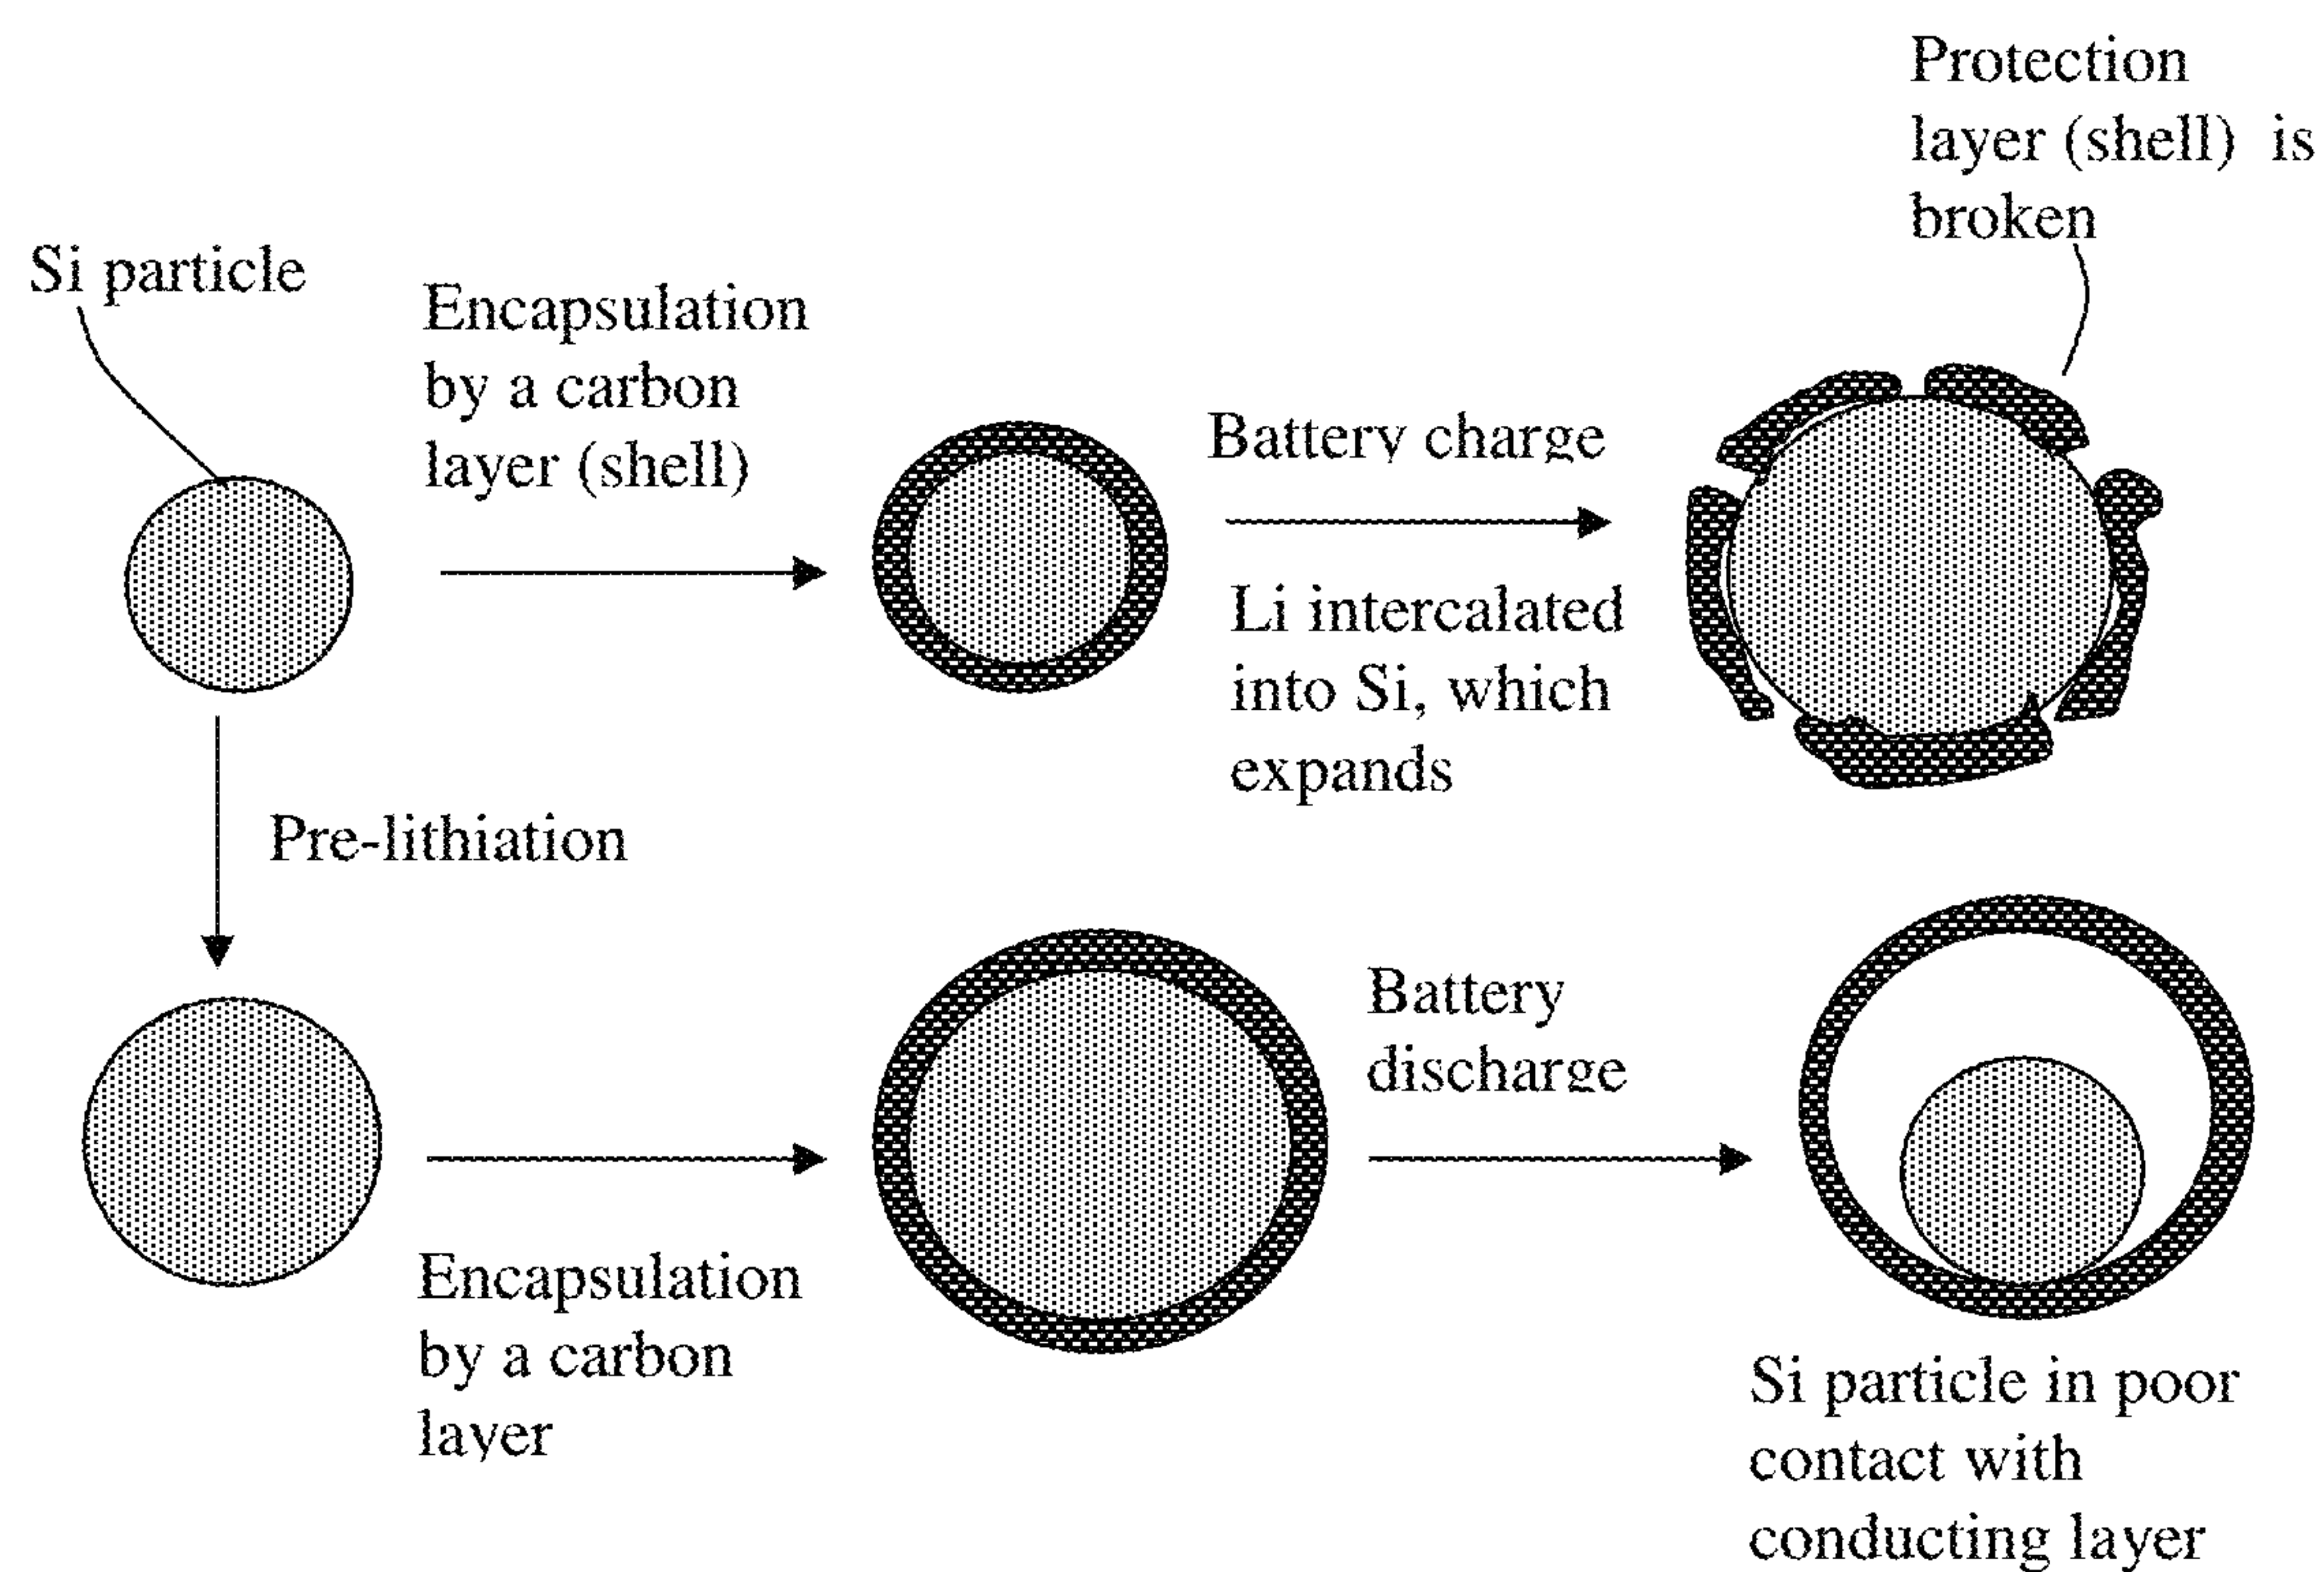 Protection
layer (shell) is
broken
Si particle
Encapsulation
by a carbon
layer (shell)
Battery charge
Li intercalated
into Si, which
expands
Pre-lithiation
Battery
discharge
Encapsulation
by a carbon
layer
Si particle in poor
contact with
conducting layer